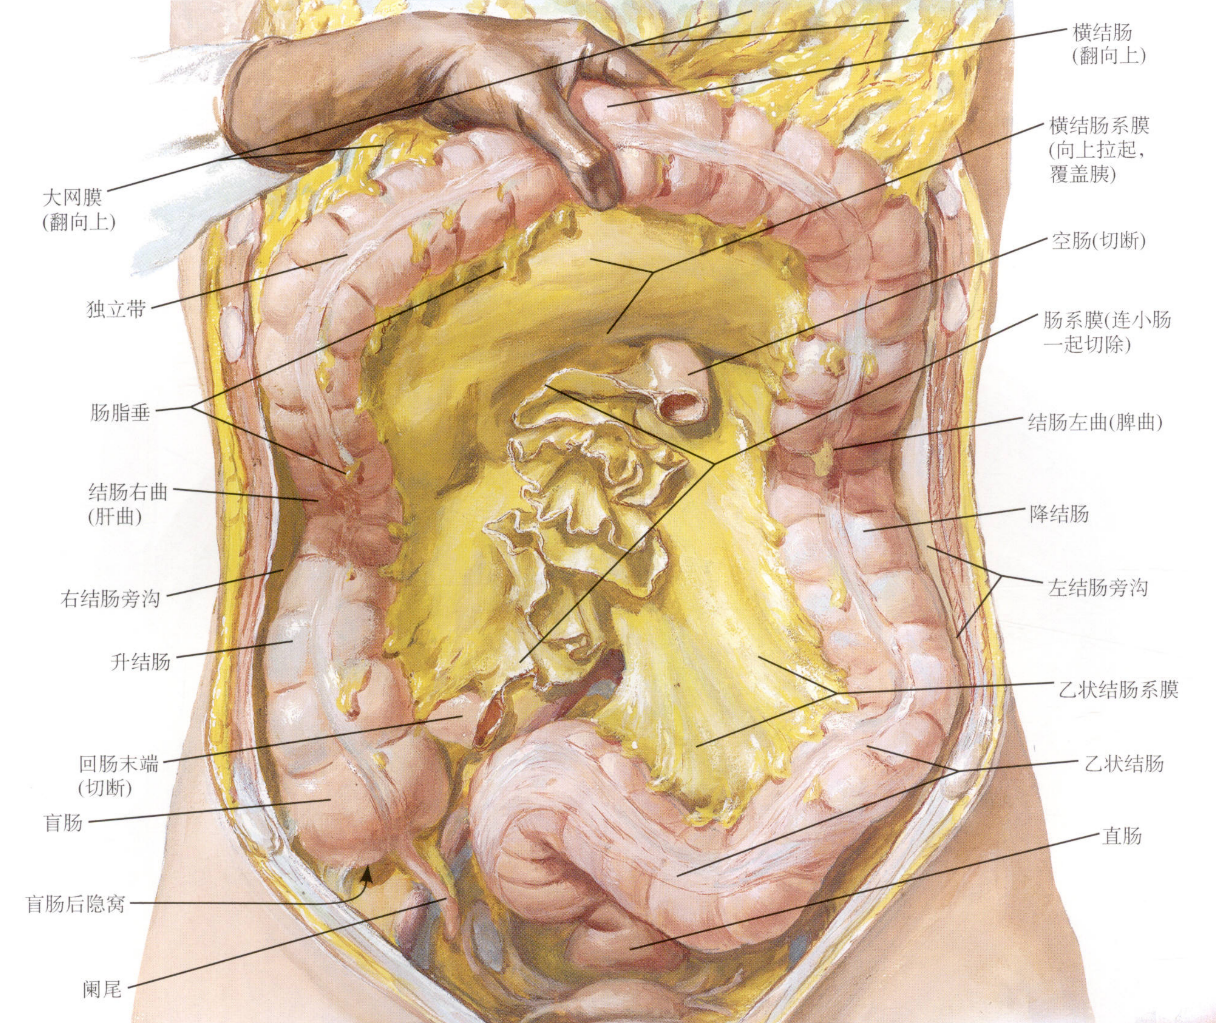 大网膜
(翻向上)
独立带
肠脂垂
结肠右曲
(肝曲)
右结肠旁沟
升结肠
回肠末端
(切断)
盲肠
盲肠后隐窝
阑尾
横结肠
(翻向上)
横结肠系膜
(向上拉起,
覆盖胰)
空肠(切断)
肠系膜(连小肠
一起切除)
结肠左曲(脾曲)
降结肠
左结肠旁沟
乙状结肠系膜
乙状结肠
直肠